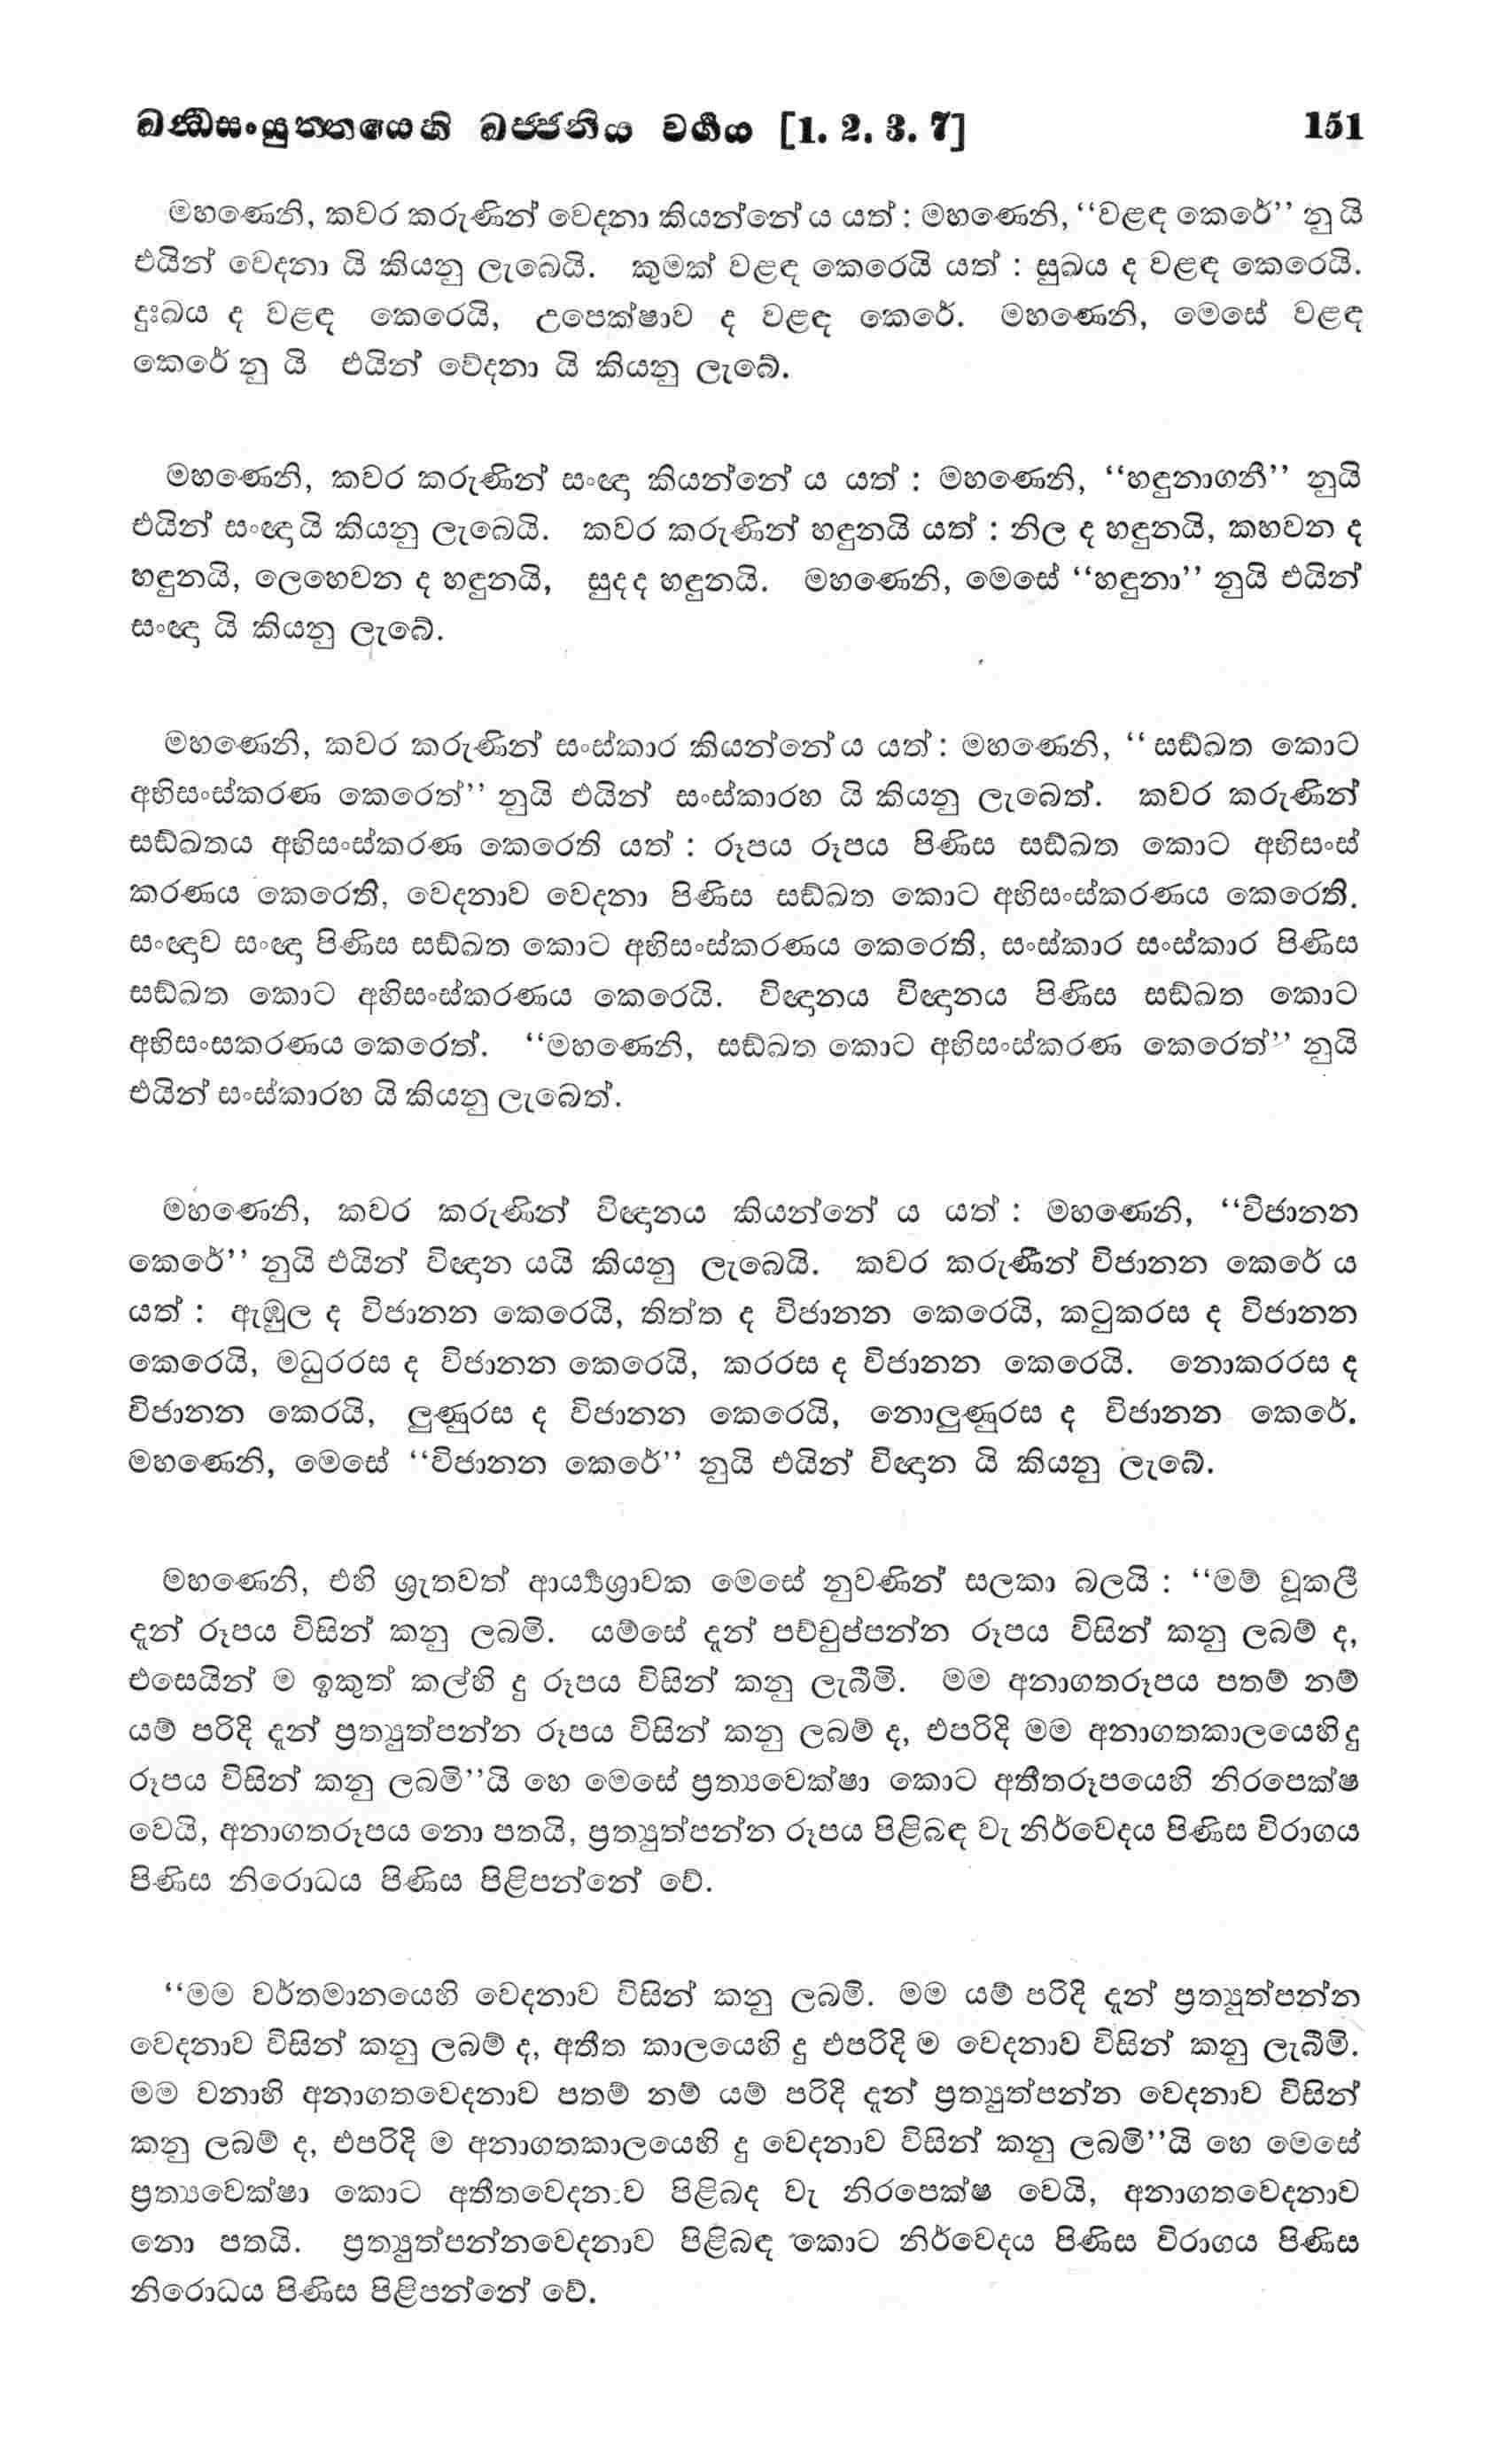 ඛන්ධසංයුත්තයෙහි ඛජ්ජනිය වර්ගය [1. 2. 3. 7] 151
මහණෙනි, කවර කරුණින් වෙදනා කියන්නේ ය යත් : මහණෙනි, “වළඳ කෙරේ” නු යි
එයින් වෙදනා යි කියනු ලැබෙයි. කුමක් වළඳ කෙරෙයි යත් : සුඛය ද වළඳ කෙරෙයි.
දුඃඛය ද වළඳ කෙරෙයි, උපෙක්ෂාව ද වළඳ කෙරේ. මහණෙනි, මෙසේ වළඳ
කෙරේ නු යි එයින් වේදනා යි කියනු ලැබේ.
මහණෙනි, කවර කරුණින් සංඥා කියන්නේ ය යත් : මහණෙනි, “හඳුනාගනී” නුයි
එයින් සංඥායි කියනු ලැබෙයි. කවර කරුණින් හඳුනයි යත් : නිල ද හඳුනයි, කහවන ද
හඳුනයි, ලෙහෙවන ද හඳුනයි, සුදද හඳුනයි. මහණෙනි, මෙසේ “හඳුනා” නුයි එයින්
සංඥා යි කියනු ලැබේ.
මහණෙනි, කවර කරුණින් සංස්කාර කියන්නේ ය යත් : මහණෙනි, “ සඞ්ඛත කොට
අභිසංස්කරණ කෙරෙත්” නුයි එයින් සංස්කාරහ යි කියනු ලැබෙත්. කවර කරුණින්
සඞ්ඛතය අභිසංස්කරණ කෙරෙති යත් : රූපය රූපය පිණිස සඞ්ඛත කොට අභිසංස්
කරණය කෙරෙති, වෙදනාව වෙදනා පිණිස සඞ්ඛත කොට අභිසංස්කරණය කෙරෙති.
සංඥාව සංඥා පිණිස සඞ්ඛත කොට අභිසංස්කරණය කෙරෙති, සංස්කාර සංස්කාර පිණිස
සඞ්ඛත කොට අභිසංස්කරණය කෙරෙයි. විඥානය විඥානය පිණිස සඞ්ඛත කොට
අභිසංසකරණය කෙරෙත්. “මහණෙනි, සඞ්ඛත කොට අභිසංස්කරණ කෙරෙත්” නුයි
එයින් සංස්කාරහ යි කියනු ලැබෙත්.
මහණෙනි, කවර කරුණින් විඥානය කියන්නේ ය යත් : මහණෙනි, “විජානන
කෙරේ” නුයි එයින් විඥාන යයි කියනු ලැබෙයි. කවර කරුණීන් විජානන කෙරේ ය
යත් : ඇඹුල ද විජානන කෙරෙයි, තිත්ත ද විජානන කෙරෙයි, කටුකරස ද විජානන
කෙරෙයි, මධුරරස ද විජානන කෙරෙයි, කරරස ද විජානන කෙරෙයි. නොකරරස ද
විජානන කෙරයි, ලුණුරස ද විජානන කෙරෙයි, නොලුණුරස ද විජානන කෙරේ.
මහණෙනි, මෙසේ “විජානන කෙරේ” නුයි එයින් විඥාන යි කියනු ලැබේ.
මහණෙනි, එහි ශ්‍රැතවත් ආර්‍ය්‍යශ්‍රාවක මෙසේ නුවණින් සලකා බලයි : “මම් වූකලී
දැන් රූපය විසින් කනු ලබමි. යම්සේ දැන් පච්චුප්පන්න රූපය විසින් කනු ලබම් ද,
එසෙයින් ම ඉකුත් කල්හි දු රූපය විසින් කනු ලැබීමි. මම අනාගතරූපය පතම් නම්
යම් පරිදි දැන් ප්‍රත්‍යුත්පන්න රූපය විසින් කනු ලබම් ද, එපරිදි මම අනාගතකාලයෙහි දු
රූපය විසින් කනු ලබමි”යි හෙ මෙසේ ප්‍රත්‍යවෙක්ෂා කොට අතීතරූපයෙහි නිරපෙක්ෂ
වෙයි, අනාගතරූපය නො පතයි, ප්‍රත්‍යුත්පන්න රූපය පිළිබඳ වැ නිර්වෙදය පිණිස විරාගය
පිණිස නිරොධය පිණිස පිළිපන්නේ වේ.
“මම වර්තමානයෙහි වෙදනාව විසින් කනු ලබමි. මම යම් පරිදි දැන් ප්‍රත්‍යුත්පන්න
වෙදනාව විසින් කනු ලබම් ද, අතීත කාලයෙහි දු එපරිදි ම වෙදනාව විසින් කනු ලැබීමි.
මම වනාහි අනාගතවෙදනාව පතම් නම් යම් පරිදි දැන් ප්‍රත්‍යුත්පන්න වෙදනාව විසින්
කනු ලබම් ද, එපරිදි ම අනාගතකාලයෙහි දු වෙදනාව විසින් කනු ලබමි”යි හෙ මෙසේ
ප්‍රත්‍යවෙක්ෂා කොට අතීතවෙදනාව පිළිබද වැ නිරපෙක්ෂ වෙයි, අනාගතවෙදනාව
නො පතයි. ප්‍රත්‍යුත්පන්නවෙදනාව පිළිබඳ කොට නිර්වෙදය පිණිස විරාගය පිණිස
නිරොධය පිණිස පිළිපන්නේ වේ.